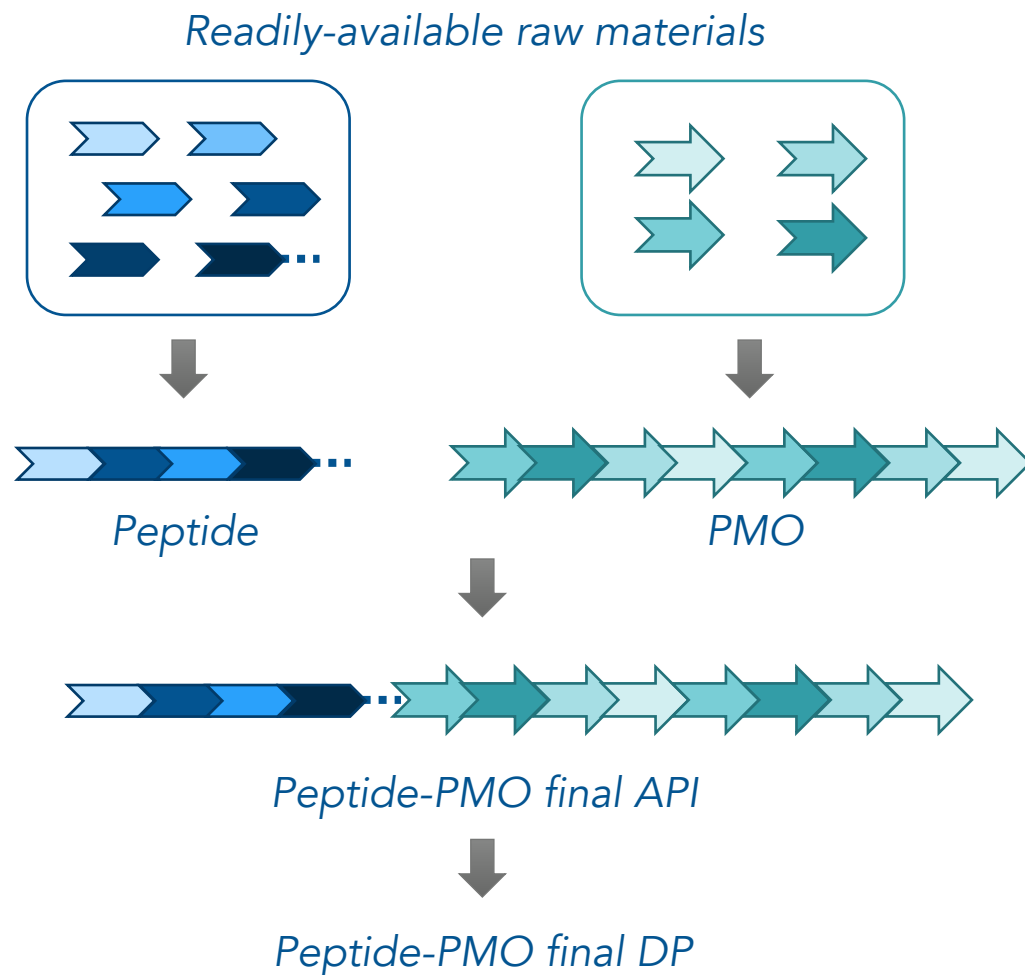 Readily-available raw materials
Peptide
PMO
Peptide-PMO final API
Peptide-PMO final DP